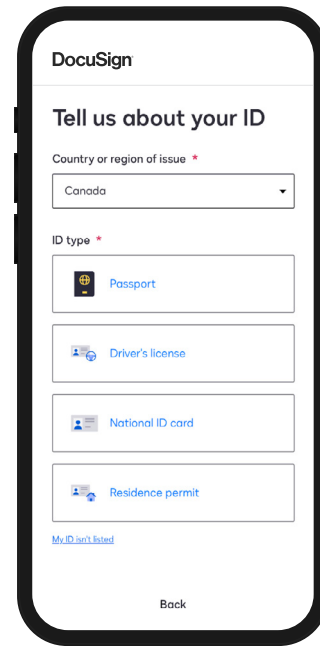 DocuSign
Tell us about your ID
Country or region of issue *
Canada
ID type *
Passport
Driver's license
National ID card
Residence permit
My ID isn't listed
Back